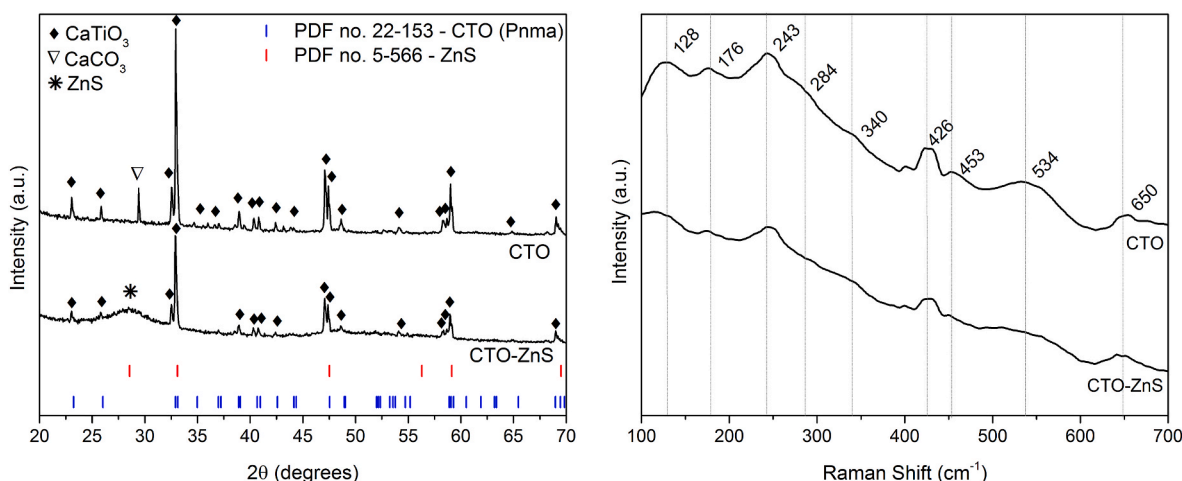 ◆ CaTiO₃
▽ CaCO₃
✳ ZnS
PDF no. 22-153 - CTO (Pnma)
PDF no. 5-566 - ZnS
CTO
CTO-ZnS
Intensity (a.u.)
20 25 30 35 40 45 50 55 60 65 70
2θ (degrees)
128 176 243 284 340 426 453 534 650
CTO
CTO-ZnS
Intensity (a.u.)
100 200 300 400 500 600 700
Raman Shift (cm⁻¹)